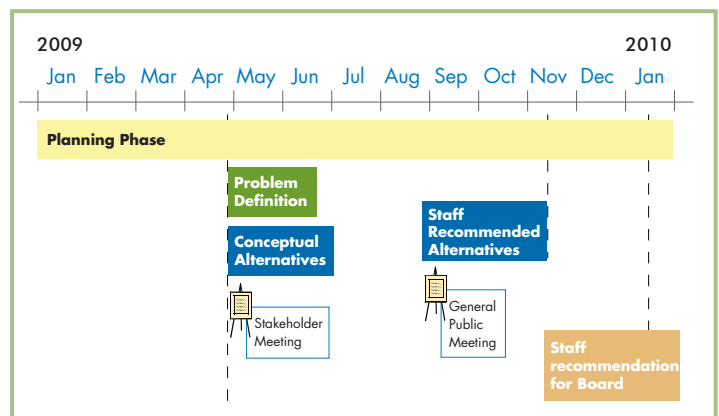 2009 2010
Jan Feb Mar Apr May Jun Jul Aug Sep Oct Nov Dec Jan
Planning Phase
Problem
Definition
Conceptual
Alternatives
Stakeholder
Meeting
Staff
Recommended
Alternatives
General
Public
Meeting
Staff
recommendation
for Board